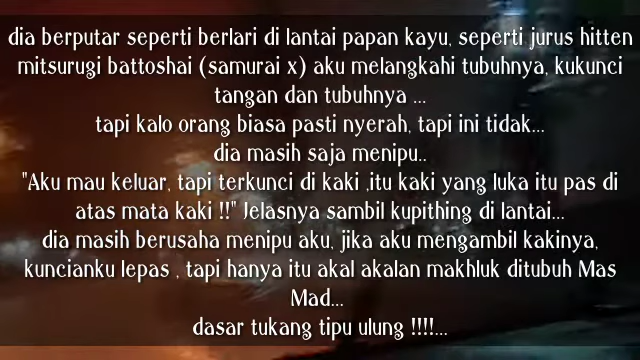 dia berputar seperti berlari di lantai papan kayu, seperti jurus hitten
mitsurugi battoshai (samurai x) aku melangkahi tubuhnya, kukunci
tangan dan tubuhnya ...
tapi kalo orang biasa pasti nyerah, tapi ini tidak...
dia masih saja menipu..
"Aku mau keluar, tapi terkunci di kaki ,itu kaki yang luka itu pas di
atas mata kaki !!" Jelasnya sambil kupithing di lantai...
dia masih berusaha menipu aku, jika aku mengambil kakinya,
kuncianku lepas , tapi hanya itu akal akalan makhluk ditubuh Mas
Mad...
dasar tukang tipu ulung !!!!...